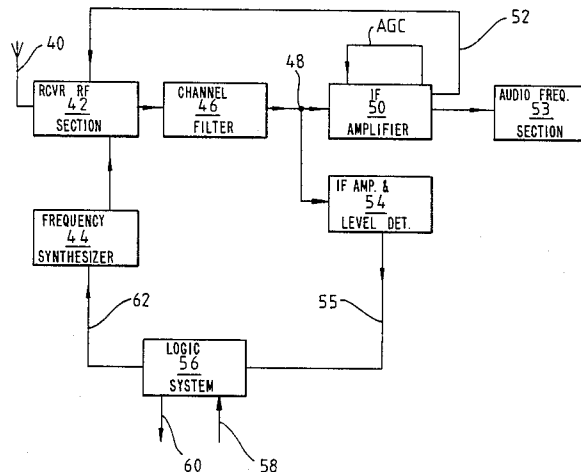 AGC
52
40
48
RCVR RF
42
SECTION
CHANNEL
46
FILTER
IF
50
AMPLIFIER
AUDIO FREQ.
53
SECTION
IF AMP. &
54
LEVEL DET.
FREQUENCY
44
SYNTHESIZER
62
55
LOGIC
56
SYSTEM
60
58